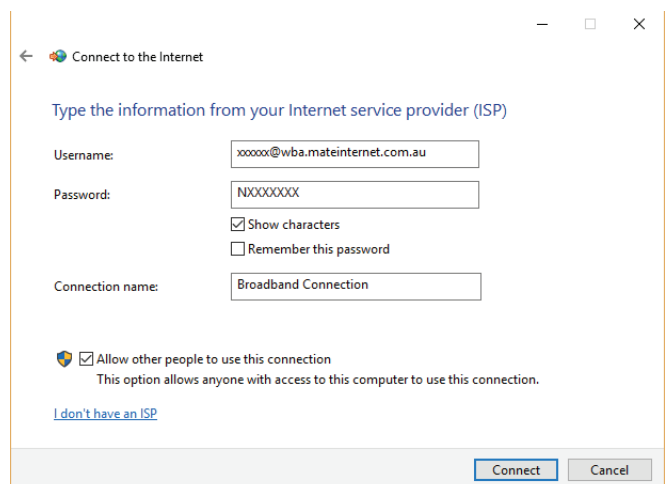 Connect to the Internet
Type the information from your Internet service provider (ISP)
Username: xxxxxx@wba.mateinternet.com.au
Password: NXXXXXXX
Show characters
Remember this password
Connection name: Broadband Connection
Allow other people to use this connection
This option allows anyone with access to this computer to use this connection.
I don't have an ISP
Connect Cancel